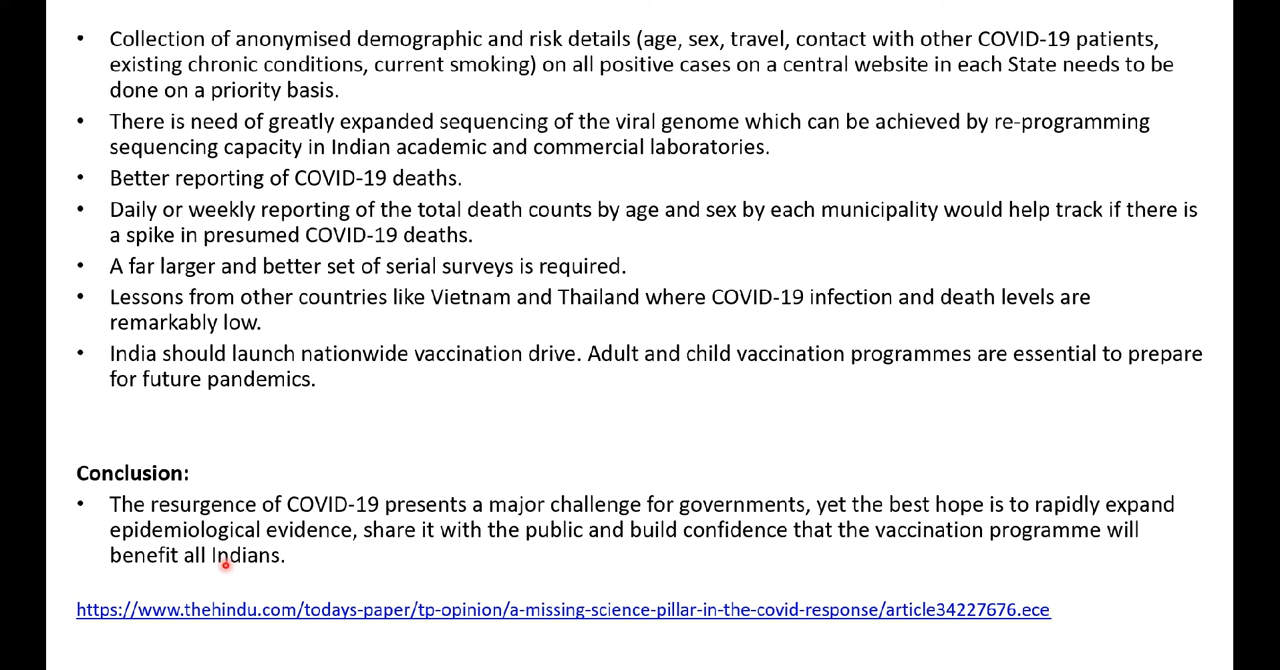 • Collection of anonymised demographic and risk details (age, sex, travel, contact with other COVID-19 patients,
existing chronic conditions, current smoking) on all positive cases on a central website in each State needs to be
done on a priority basis.
• There is need of greatly expanded sequencing of the viral genome which can be achieved by re-programming
sequencing capacity in Indian academic and commercial laboratories.
• Better reporting of COVID-19 deaths.
• Daily or weekly reporting of the total death counts by age and sex by each municipality would help track if there is
a spike in presumed COVID-19 deaths.
• A far larger and better set of serial surveys is required.
• Lessons from other countries like Vietnam and Thailand where COVID-19 infection and death levels are
remarkably low.
• India should launch nationwide vaccination drive. Adult and child vaccination programmes are essential to prepare
for future pandemics.
Conclusion:
• The resurgence of COVID-19 presents a major challenge for governments, yet the best hope is to rapidly expand
epidemiological evidence, share it with the public and build confidence that the vaccination programme will
benefit all Indians.
https://www.thehindu.com/todays-paper/tp-opinion/a-missing-science-pillar-in-the-covid-response/article34227676.ece